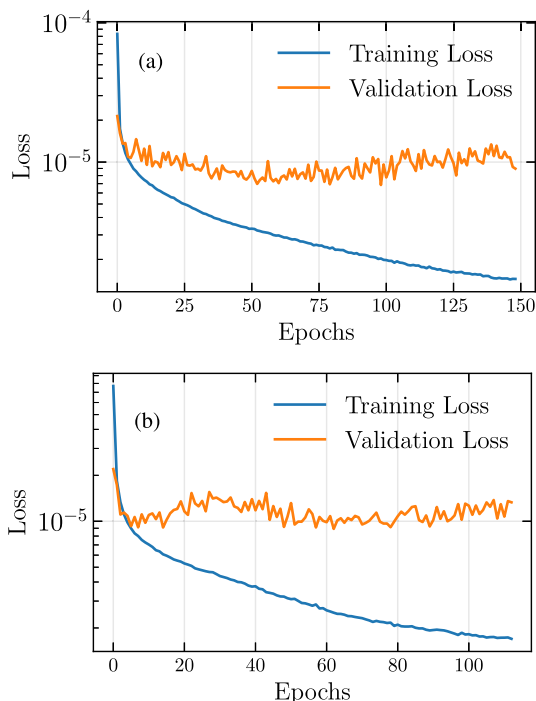 10^{-4}
(a)
Training Loss
Validation Loss
10^{-5}
Loss
0 25 50 75 100 125 150
Epochs
(b)
Training Loss
Validation Loss
10^{-5}
Loss
0 20 40 60 80 100
Epochs